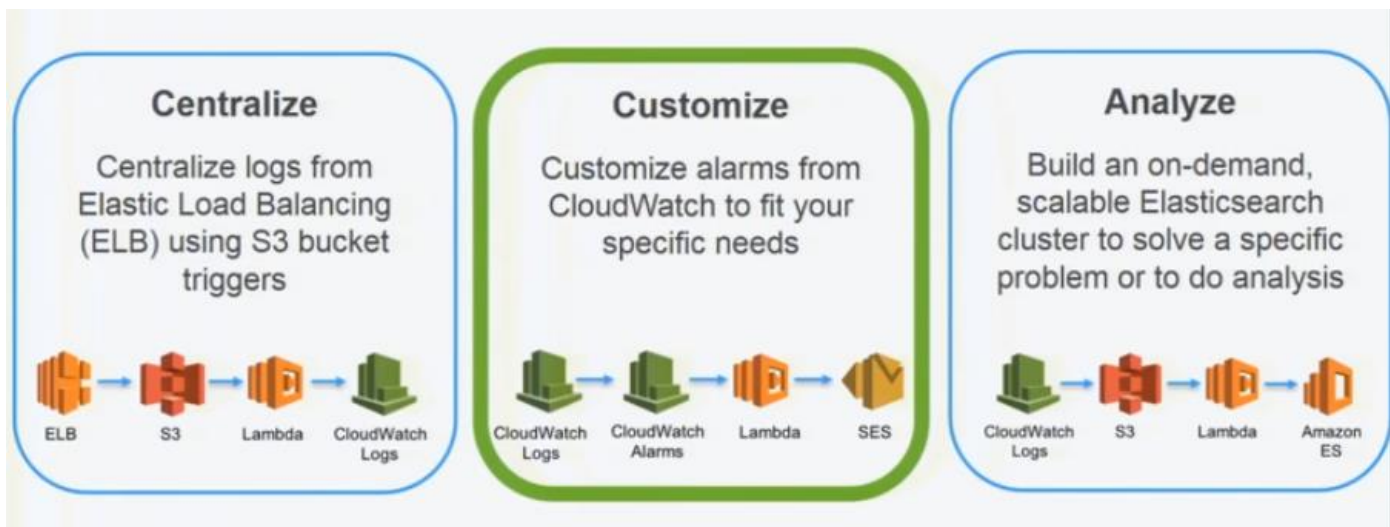 Centralize
Centralize logs from
Elastic Load Balancing
(ELB) using S3 bucket
triggers
ELB
S3
Lambda
CloudWatch
Logs
Customize
Customize alarms from
CloudWatch to fit your
specific needs
CloudWatch
Logs
CloudWatch
Alarms
Lambda
SES
Analyze
Build an on-demand,
scalable Elasticsearch
cluster to solve a specific
problem or to do analysis
CloudWatch
Logs
S3
Lambda
Amazon
ES